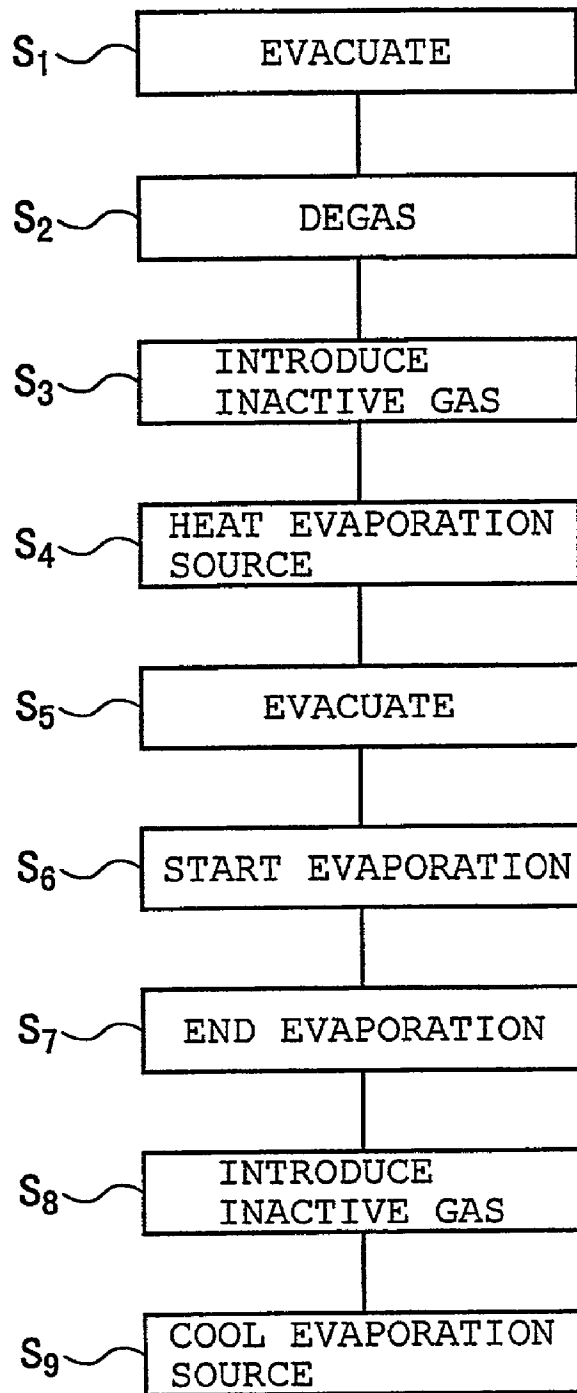 S1 EVACUATE
S2 DEGAS
S3 INTRODUCE
INACTIVE GAS
S4 HEAT EVAPORATION
SOURCE
S5 EVACUATE
S6 START EVAPORATION
S7 END EVAPORATION
S8 INTRODUCE
INACTIVE GAS
S9 COOL EVAPORATION
SOURCE